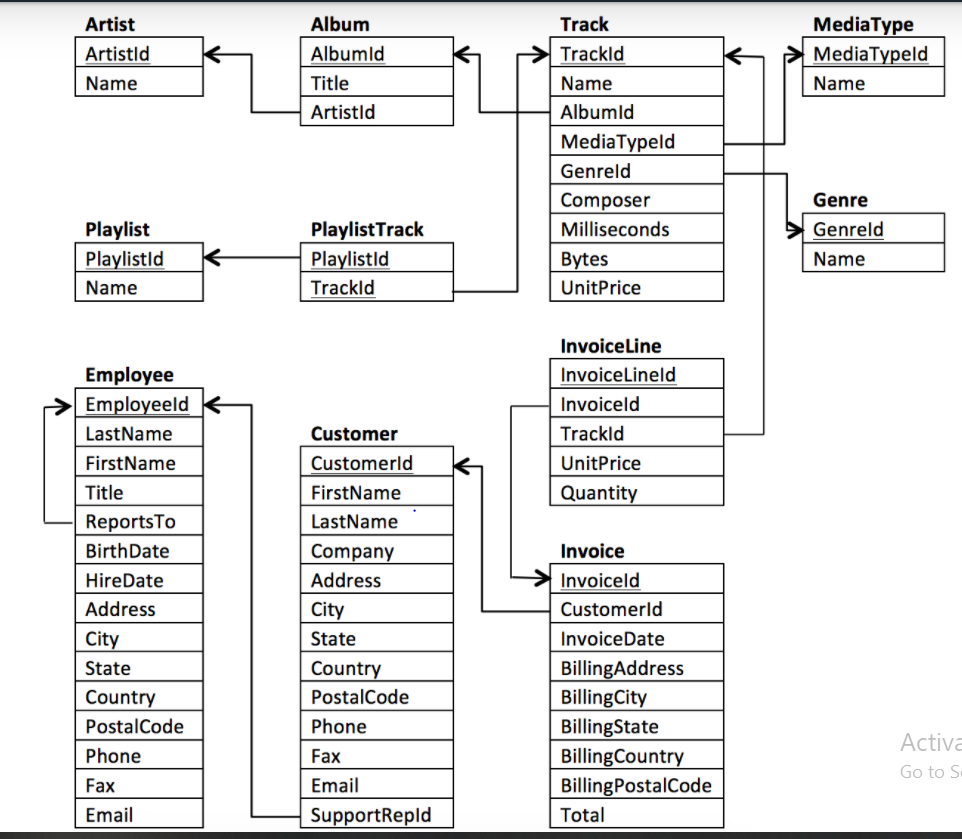 Artist
ArtistId
Name
Album
AlbumId
Title
ArtistId
Track
TrackId
Name
AlbumId
MediaTypeId
GenreId
Composer
Milliseconds
Bytes
UnitPrice
MediaType
MediaTypeId
Name
Genre
GenreId
Name
Playlist
PlaylistId
Name
PlaylistTrack
PlaylistId
TrackId
InvoiceLine
InvoiceLineId
InvoiceId
TrackId
UnitPrice
Quantity
Employee
EmployeeId
LastName
FirstName
Title
ReportsTo
BirthDate
HireDate
Address
City
State
Country
PostalCode
Phone
Fax
Email
Customer
CustomerId
FirstName
LastName
Company
Address
City
State
Country
PostalCode
Phone
Fax
Email
SupportRepId
Invoice
InvoiceId
CustomerId
InvoiceDate
BillingAddress
BillingCity
BillingState
BillingCountry
BillingPostalCode
Total
Activa
Go to S